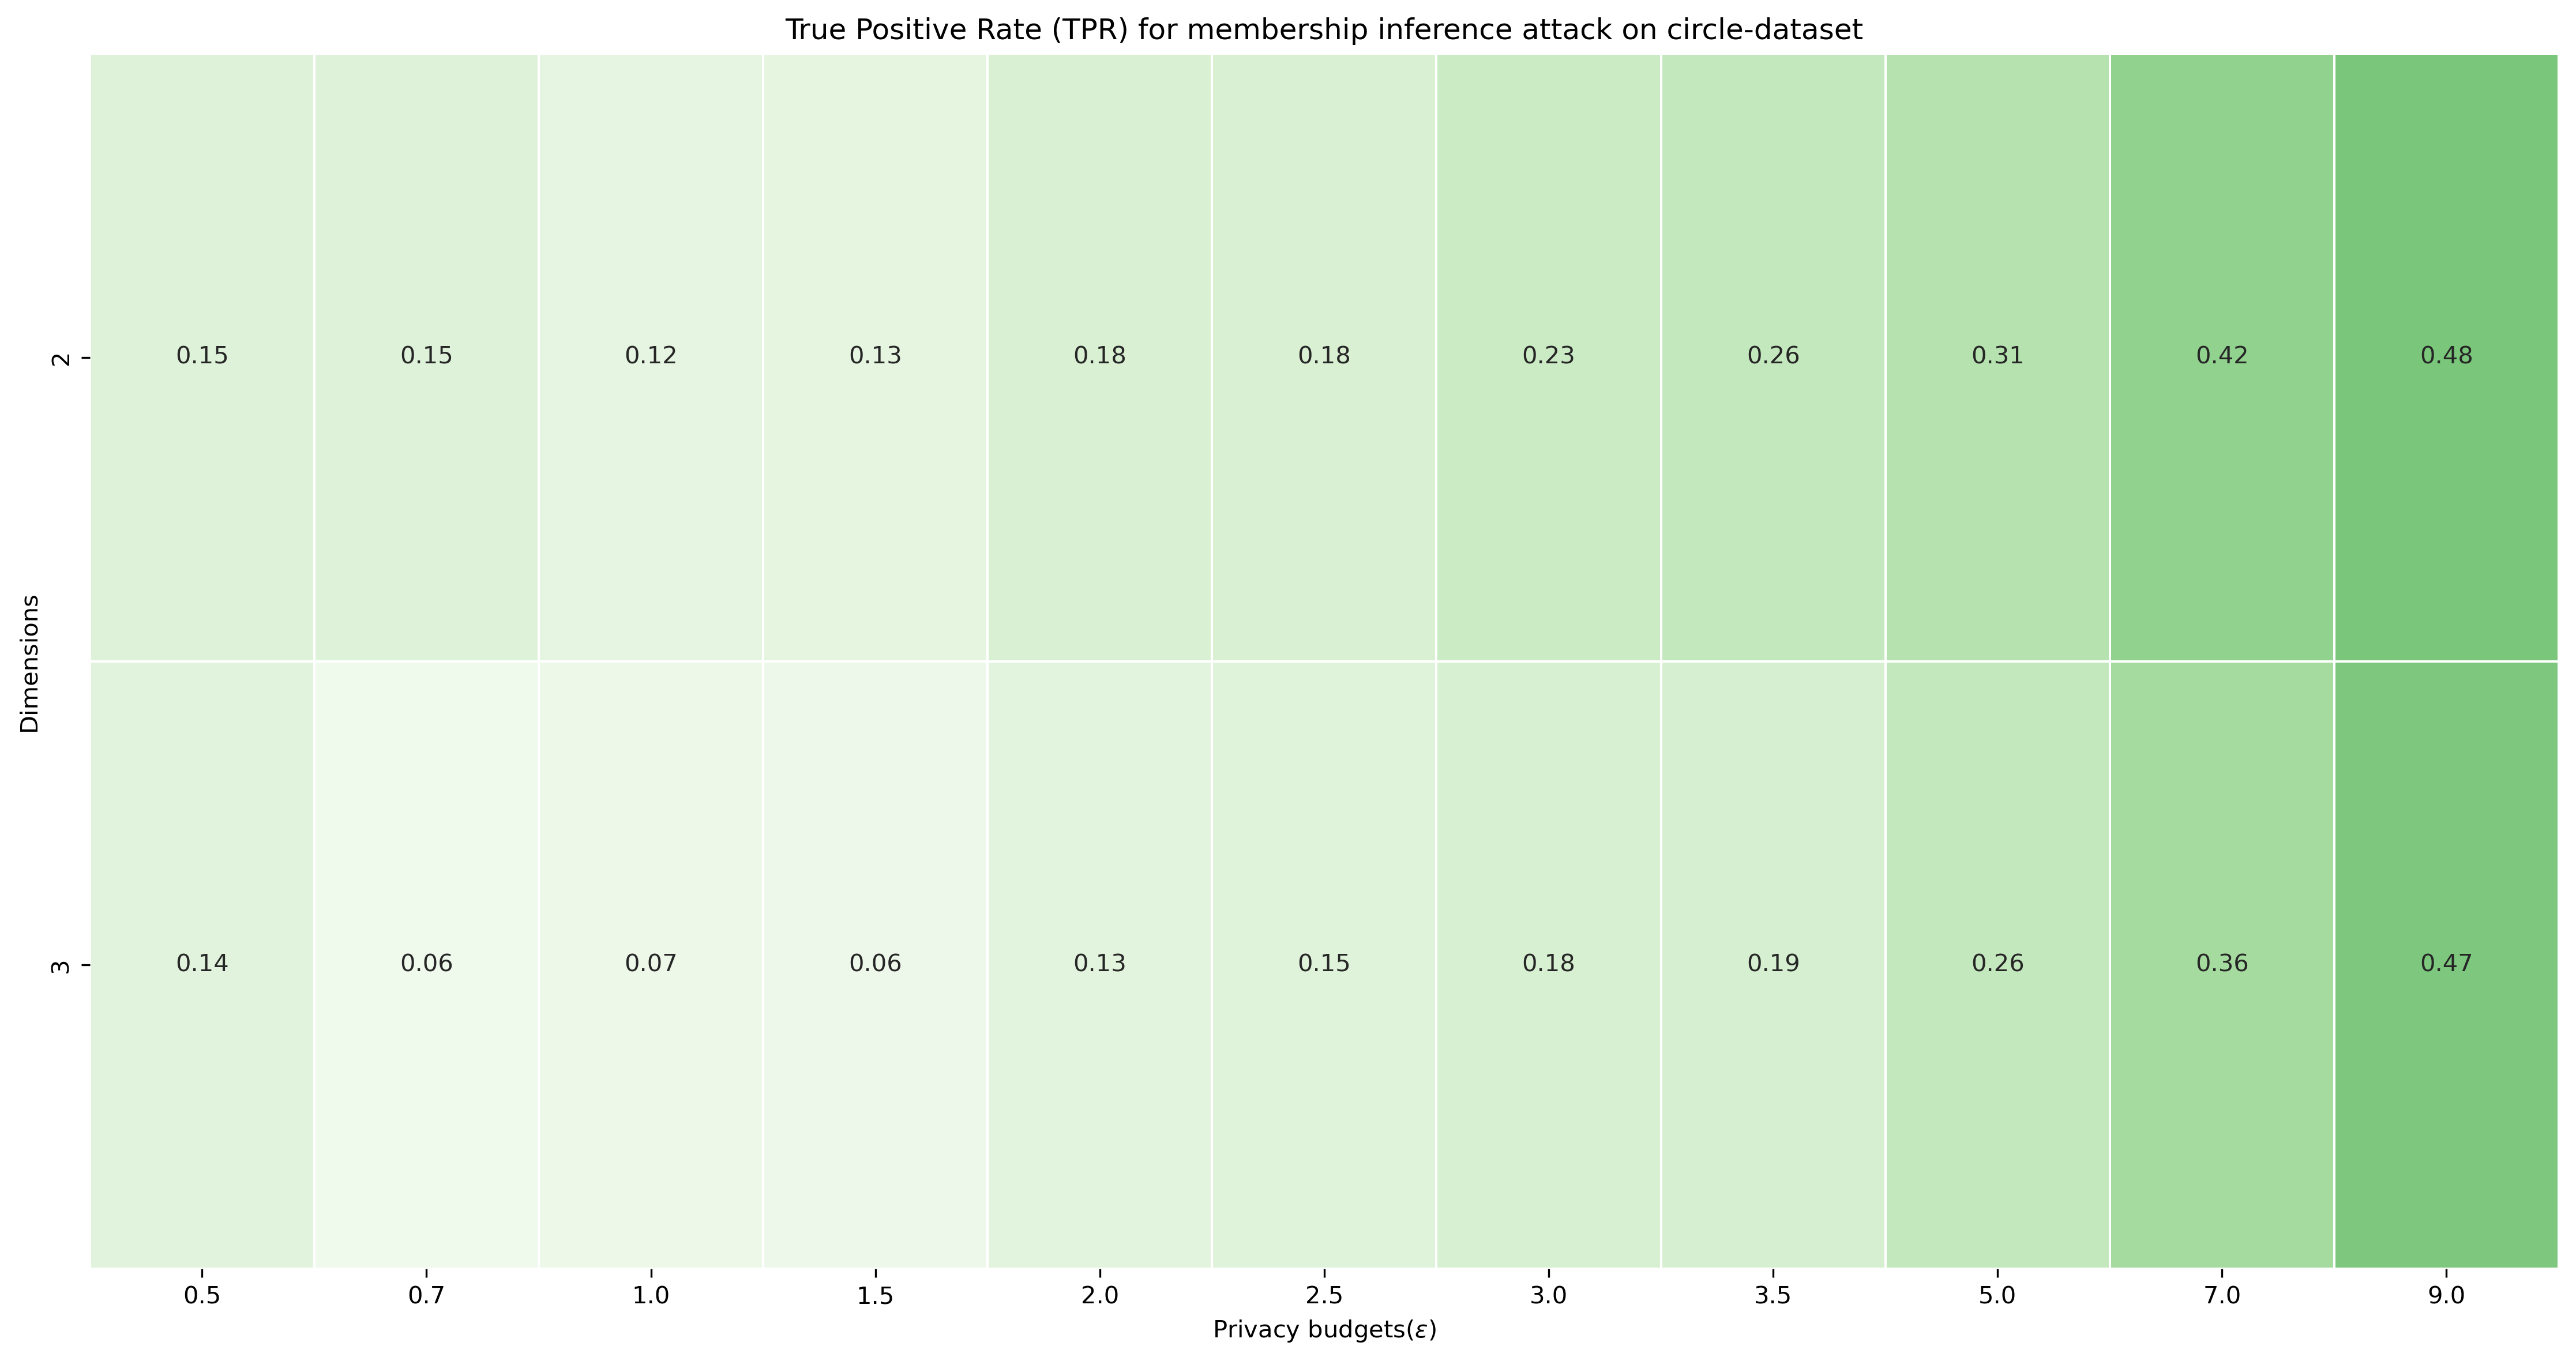 True Positive Rate (TPR) for membership inference attack on circle-dataset
Dimensions
2
0.15 0.15 0.12 0.13 0.18 0.18 0.23 0.26 0.31 0.42 0.48
3
0.14 0.06 0.07 0.06 0.13 0.15 0.18 0.19 0.26 0.36 0.47
0.5 0.7 1.0 1.5 2.0 2.5 3.0 3.5 5.0 7.0 9.0
Privacy budgets(ε)